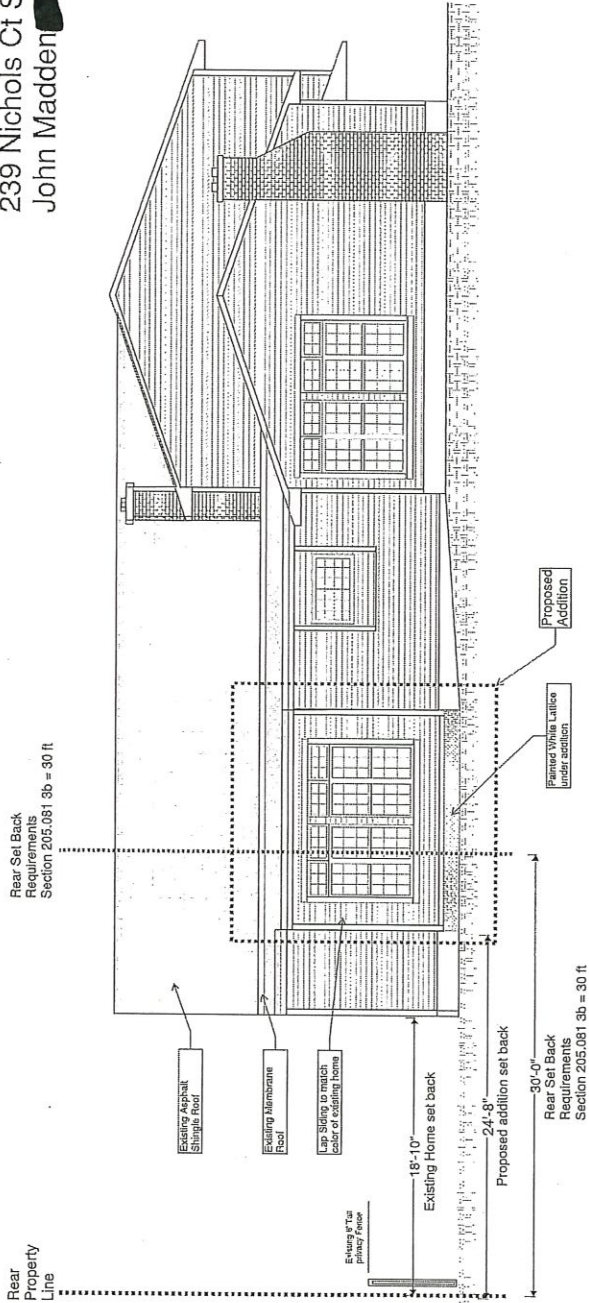 239 Nichols Ct S
John Madden
Rear Set Back
Requirements
Section 205.081 3b = 30 ft
Rear
Property
Line
Existing Asphalt
Shingle Roof
Existing Membrane
Roof
Lap Siding to match
color of existing home
Existing 6' Tall
privacy Fence
18'-10"
Existing Home set back
24'-8"
Proposed addition set back
30'-0"
Rear Set Back
Requirements
Section 205.081 3b = 30 ft
Painted White Lattice
under addition
Proposed
Addition